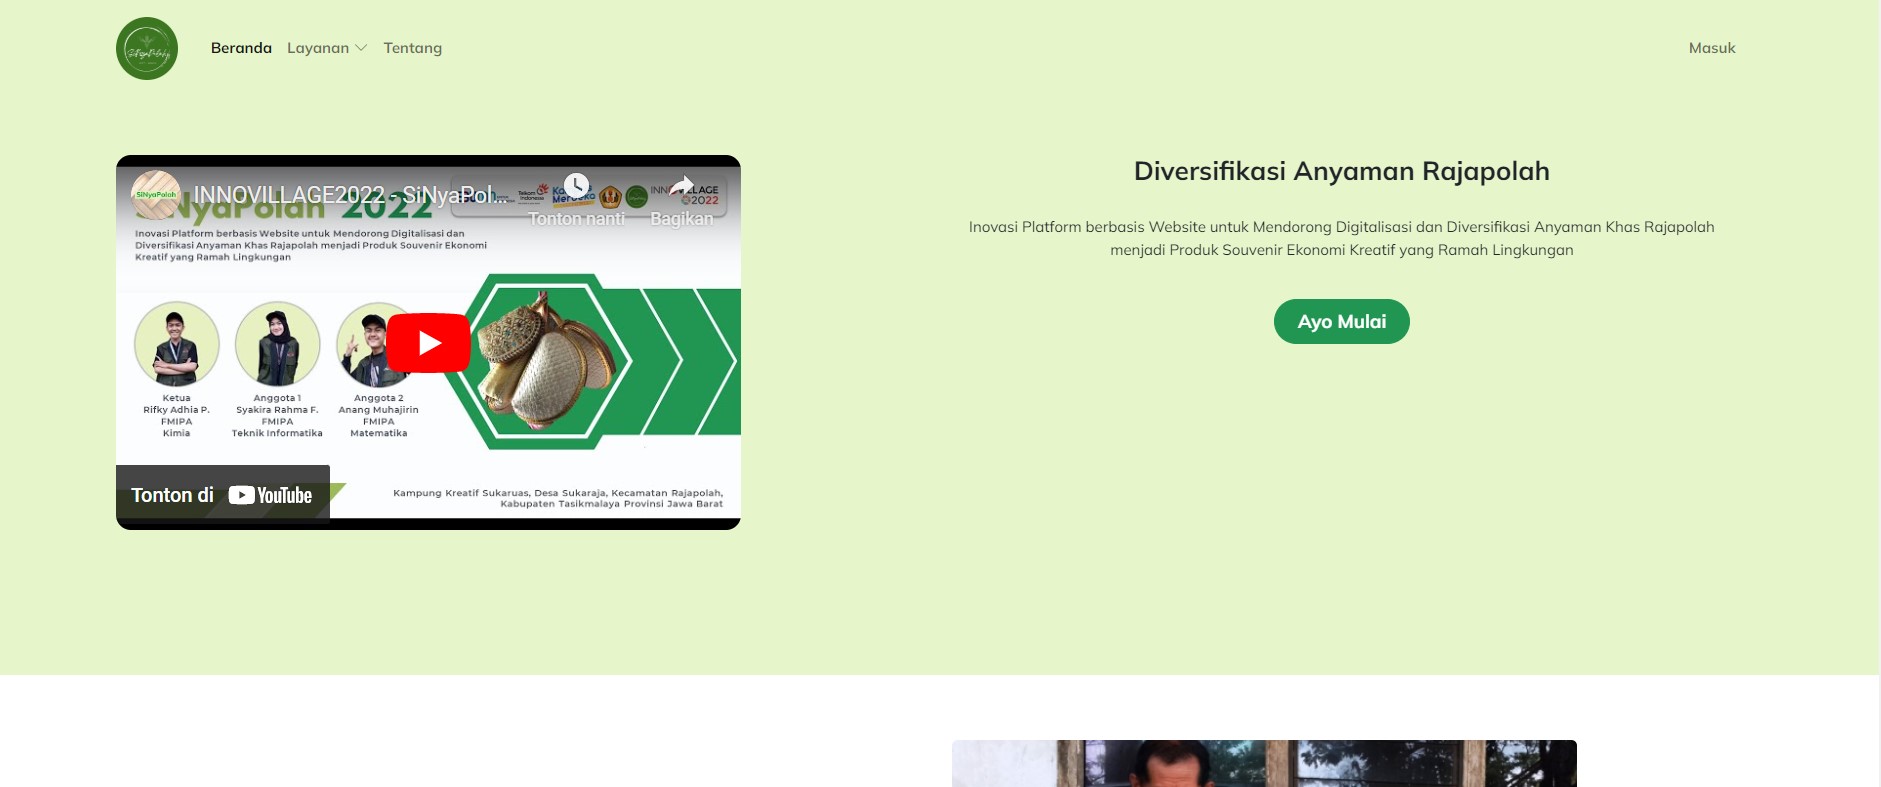 SiNyaPolah
Beranda Layanan Tentang
Masuk
SiNyaPolah
INNOVILLAGE2022 - SiNyaPol...
Tonton nanti
Bagikan
2022
Telkom
Indonesia
2022
Inovasi Platform berbasis Website untuk Mendorong Digitalisasi dan
Diversifikasi Anyaman Khas Rajapolah menjadi Produk Souvenir Ekonomi
Kreatif yang Ramah Lingkungan
Ketua
Rifky Adhia P.
FMIPA
Kimia
Anggota 1
Syakira Rahma F.
FMIPA
Teknik Informatika
Anggota 2
Anang Muhajirin
FMIPA
Matematika
Tonton di YouTube
Kampung Kreatif Sukaruas, Desa Sukaraja, Kecamatan Rajapolah,
Kabupaten Tasikmalaya Provinsi Jawa Barat
Diversifikasi Anyaman Rajapolah
Inovasi Platform berbasis Website untuk Mendorong Digitalisasi dan Diversifikasi Anyaman Khas Rajapolah
menjadi Produk Souvenir Ekonomi Kreatif yang Ramah Lingkungan
Ayo Mulai